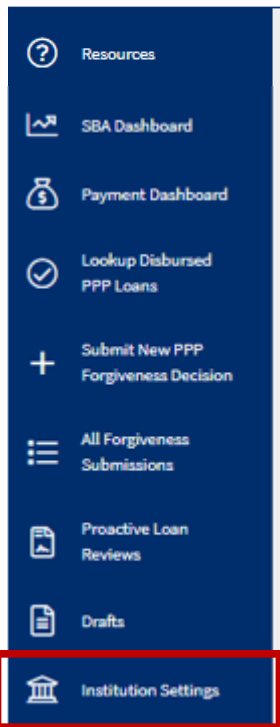 Resources
SBA Dashboard
Payment Dashboard
Lookup Disbursed
PPP Loans
Submit New PPP
Forgiveness Decision
All Forgiveness
Submissions
Proactive Loan
Reviews
Drafts
Institution Settings